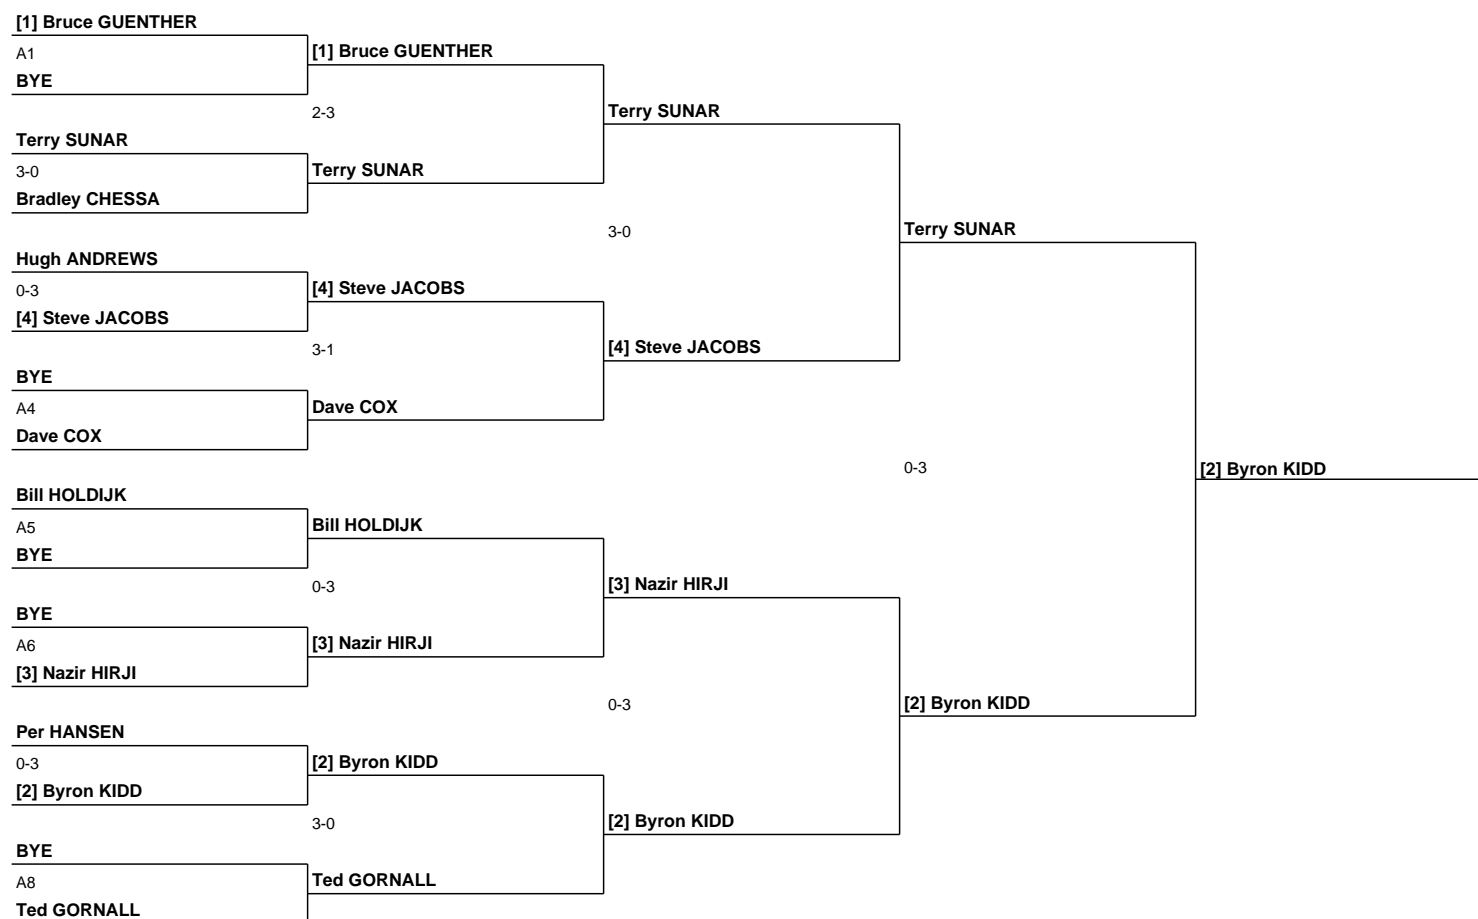 [1] Bruce GUENTHER
A1
[1] Bruce GUENTHER
BYE
2-3
Terry SUNAR
Terry SUNAR
3-0
Terry SUNAR
Bradley CHESSA
3-0
Terry SUNAR
Hugh ANDREWS
0-3
[4] Steve JACOBS
[4] Steve JACOBS
3-1
[4] Steve JACOBS
BYE
A4
Dave COX
Dave COX
0-3
[2] Byron KIDD
Bill HOLDIJK
A5
Bill HOLDIJK
BYE
0-3
[3] Nazir HIRJI
BYE
A6
[3] Nazir HIRJI
[3] Nazir HIRJI
0-3
[2] Byron KIDD
Per HANSEN
0-3
[2] Byron KIDD
[2] Byron KIDD
3-0
[2] Byron KIDD
BYE
A8
Ted GORNALL
Ted GORNALL